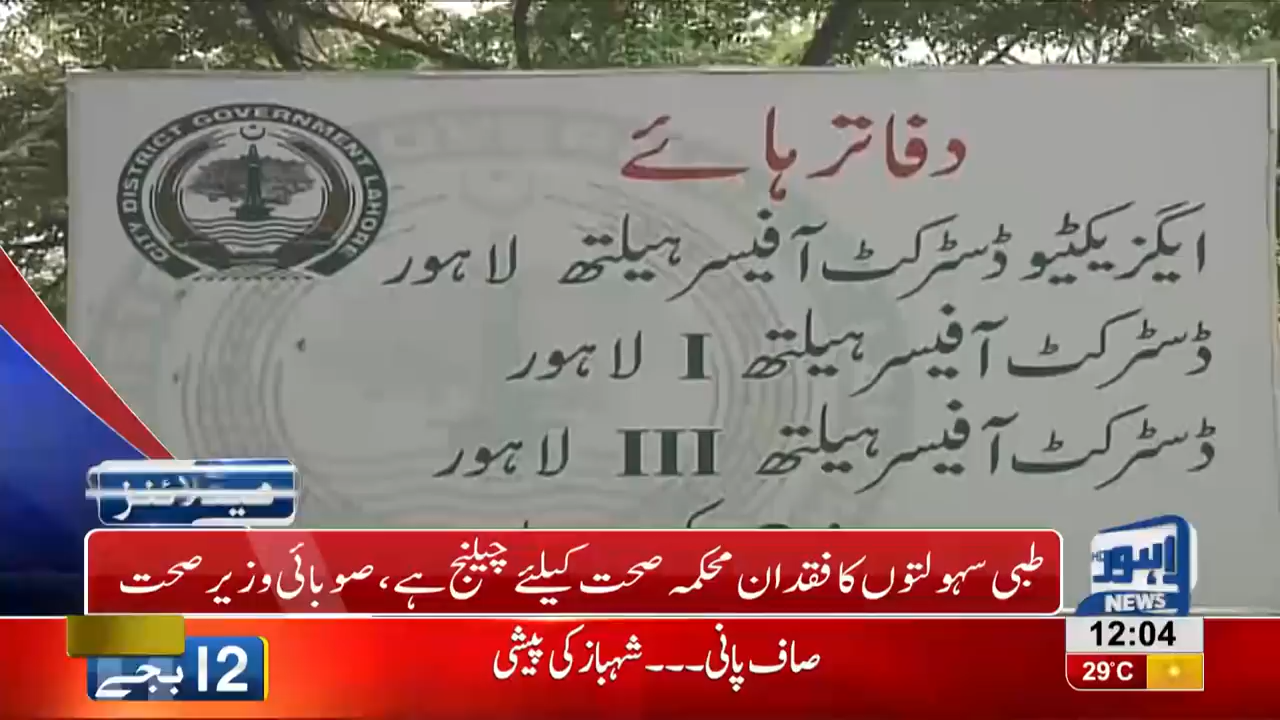 CITY DISTRICT GOVERNMENT LAHORE
دفاتر ہائے
ایگزیکٹیو ڈسٹرکٹ آفیسر ہیلتھ لاہور
ڈسٹرکٹ آفیسر ہیلتھ I لاہور
ڈسٹرکٹ آفیسر ہیلتھ III لاہور
ہیڈلائنز
طبی سہولتوں کا فقدان محکمہ صحت کیلئے چیلنج ہے، صوبائی وزیر صحت
لاہور HD
NEWS
12:04
29°C
12 بجے
صاف پانی۔۔۔شہباز کی پیشی